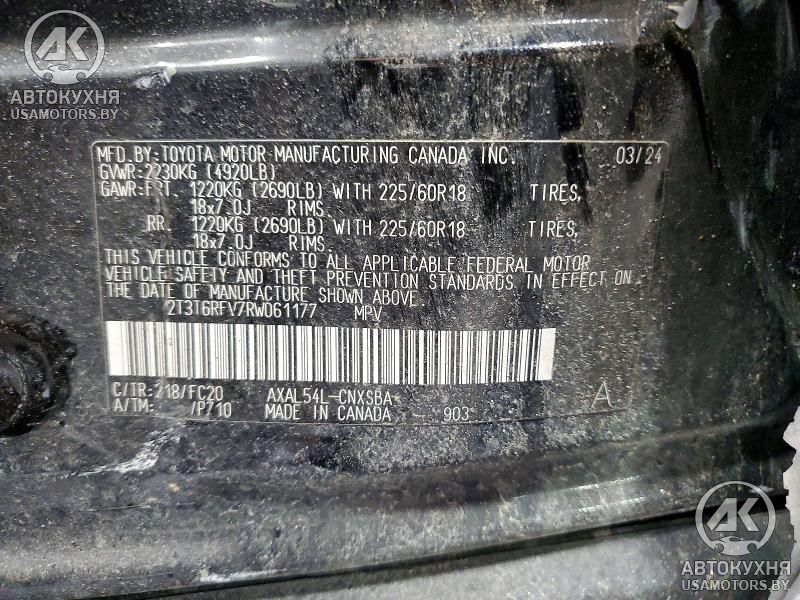 AK
АВТОКУХНЯ
USAMOTORS.BY
MFD.BY:TOYOTA MOTOR MANUFACTURING CANADA INC. 03/24
GVWR:2230KG (4920LB)
GAWR:FRT 1220KG (2690LB) WITH 225/60R18 TIRES,
18x7.0J RIMS.
RR. 1220KG (2690LB) WITH 225/60R18 TIRES,
18x7.0J RIMS.
THIS VEHICLE CONFORMS TO ALL APPLICABLE FEDERAL MOTOR
VEHICLE SAFETY AND THEFT PREVENTION STANDARDS IN EFFECT ON
THE DATE OF MANUFACTURE SHOWN ABOVE.
2T3T6RFV7RW061177 MPV
C/TR:218/FC20 AXAL54L-CNXSBA A
A/TM: /P710 MADE IN CANADA 903
AK
АВТОКУХНЯ
USAMOTORS.BY